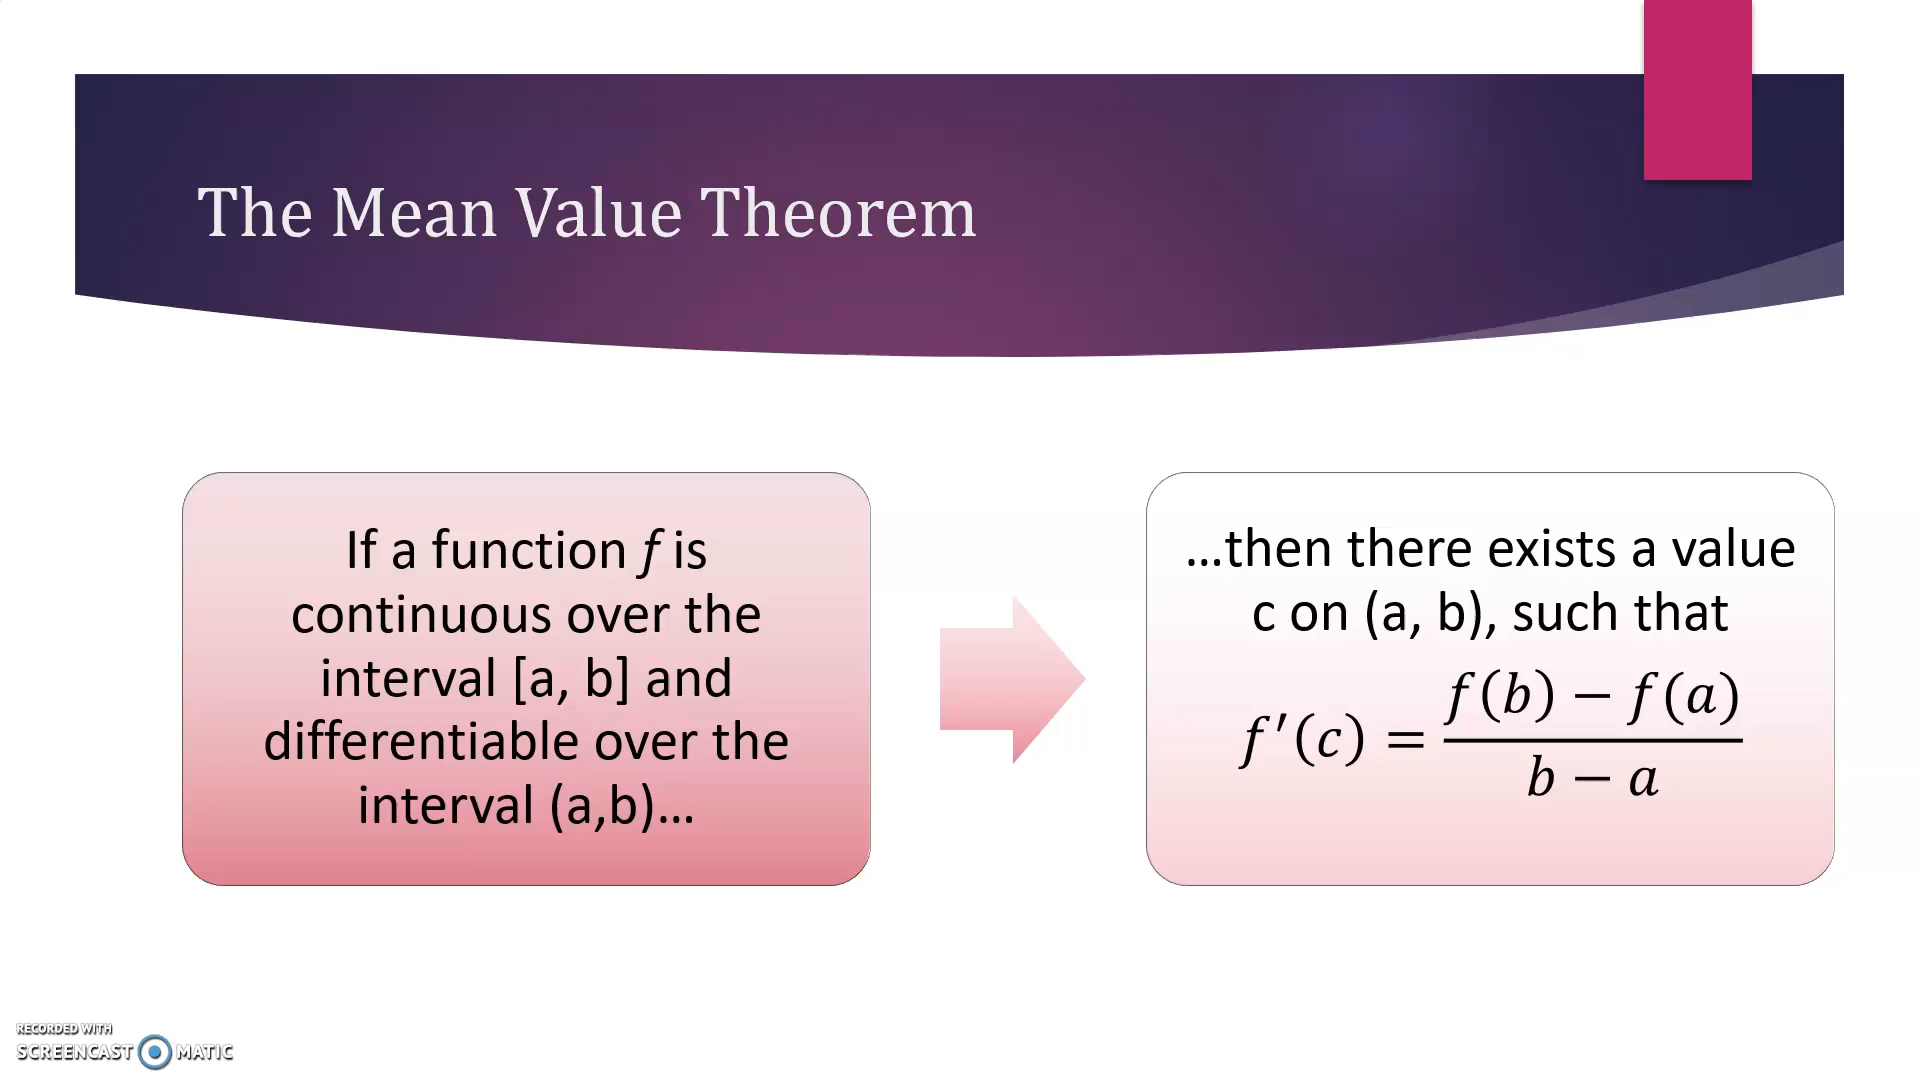 The Mean Value Theorem
If a function f is
continuous over the
interval [a, b] and
differentiable over the
interval (a,b)…
…then there exists a value
c on (a, b), such that
f′(c) = f(b) − f(a) / b − a
RECORDED WITH
SCREENCAST MATIC